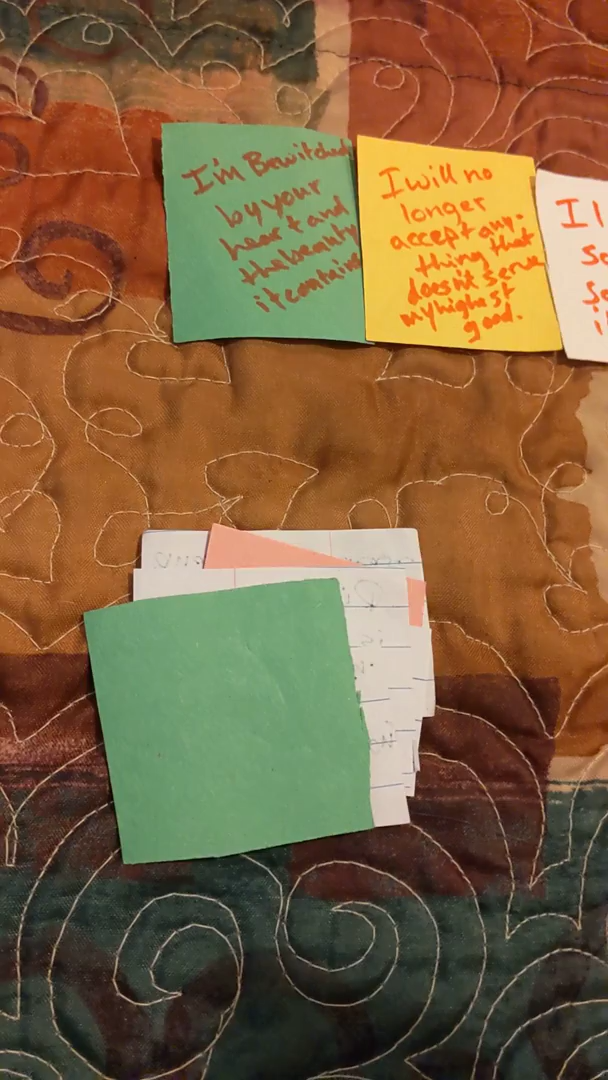 I'm Bewitched
by your
heart and
the beauty
it contains
I will no
longer
accept any-
thing that
doesn't serve
my highest
good.
I
so